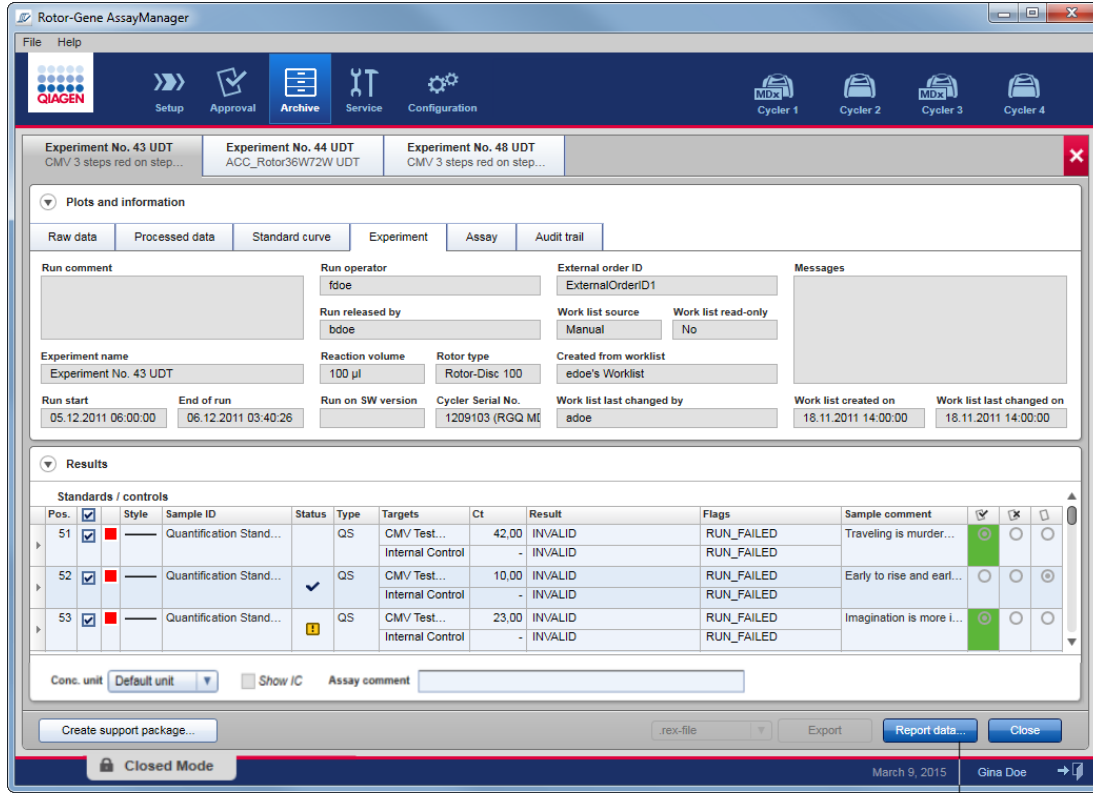 Rotor-Gene AssayManager
File Help
QIAGEN
Setup Approval Archive Service Configuration MDx Cycler 1 Cycler 2 MDx Cycler 3 Cycler 4
Experiment No. 43 UDT Experiment No. 44 UDT Experiment No. 48 UDT
CMV 3 steps red on step... ACC_Rotor36W72W UDT CMV 3 steps red on step...
Plots and information
Raw data Processed data Standard curve Experiment Assay Audit trail
Run comment Run operator External order ID Messages
fdoe ExternalOrderID1
Run released by Work list source Work list read-only
bdoe Manual No
Experiment name Reaction volume Rotor type Created from worklist
Experiment No. 43 UDT 100 µl Rotor-Disc 100 edoe's Worklist
Run start End of run Run on SW version Cycler Serial No. Work list last changed by Work list created on Work list last changed on
05.12.2011 06:00:00 06.12.2011 03:40:26 1209103 (RGQ MD adoe 18.11.2011 14:00:00 18.11.2011 14:00:00
Results
Standards / controls
Pos. Style Sample ID Status Type Targets Ct Result Flags Sample comment
51 Quantification Stand... QS CMV Test... 42,00 INVALID RUN_FAILED Traveling is murder...
Internal Control - INVALID RUN_FAILED
52 Quantification Stand... QS CMV Test... 10,00 INVALID RUN_FAILED Early to rise and earl...
Internal Control - INVALID RUN_FAILED
53 Quantification Stand... QS CMV Test... 23,00 INVALID RUN_FAILED Imagination is more i...
Internal Control - INVALID RUN_FAILED
Conc. unit Default unit Show IC Assay comment
Create support package... .rex-file Export Report data... Close
Closed Mode March 9, 2015 Gina Doe